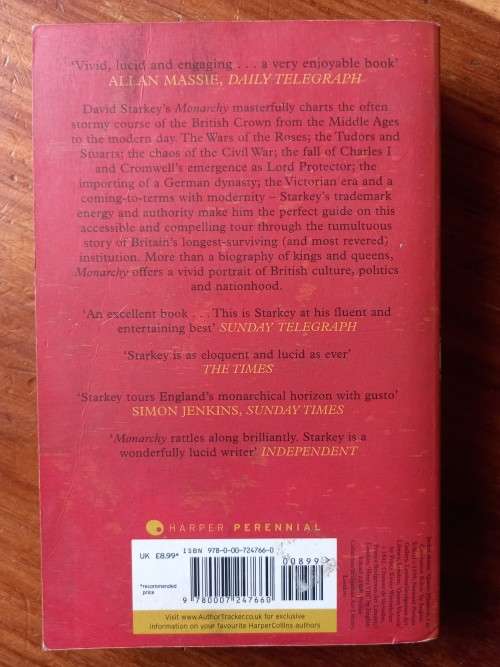 ‘Vivid, lucid and engaging . . . a very enjoyable book’
ALLAN MASSIE, DAILY TELEGRAPH
David Starkey's Monarchy masterfully charts the often
stormy course of the British Crown from the Middle Ages
to the modern day. The Wars of the Roses; the Tudors and
Stuarts; the chaos of the Civil War; the fall of Charles I
and Cromwell's emergence as Lord Protector; the
importing of a German dynasty; the Victorian era and a
coming-to-terms with modernity – Starkey's trademark
energy and authority make him the perfect guide on this
accessible and compelling tour through the tumultuous
story of Britain's longest-surviving (and most revered)
institution. More than a biography of kings and queens,
Monarchy offers a vivid portrait of British culture, politics
and nationhood.
‘An excellent book . . . This is Starkey at his fluent and
entertaining best’ SUNDAY TELEGRAPH
‘Starkey is as eloquent and lucid as ever’
THE TIMES
‘Starkey tours England's monarchical horizon with gusto’
SIMON JENKINS, SUNDAY TIMES
‘Monarchy rattles along brilliantly. Starkey is a
wonderfully lucid writer’ INDEPENDENT
HARPER PERENNIAL
UK £8.99*
*recommended
price
ISBN 978-0-00-724766-0
00899
9 780007 247660
Visit www.AuthorTracker.co.uk for exclusive
information on your favourite HarperCollins authors